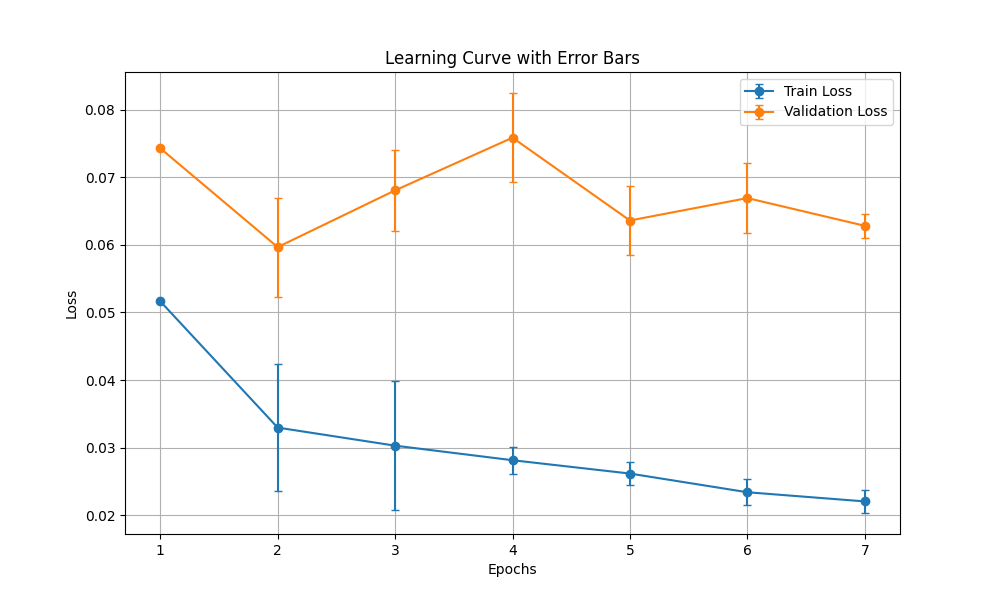 Learning Curve with Error Bars
Train Loss
Validation Loss
0.08
0.07
0.06
0.05
0.04
0.03
0.02
Loss
1 2 3 4 5 6 7
Epochs